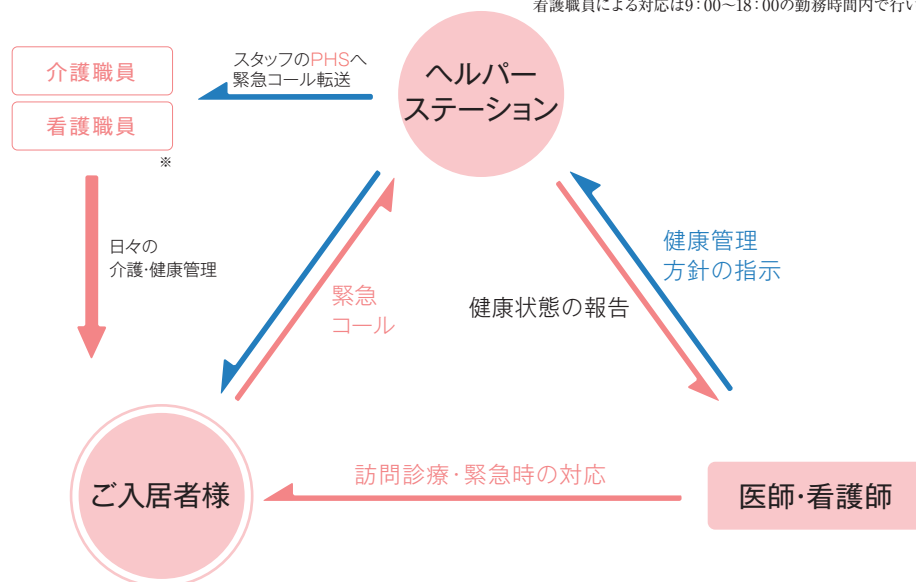 看護職員による対応は9:00〜18:00の勤務時間内で行い
介護職員
看護職員
※
スタッフのPHSへ
緊急コール転送
ヘルパー
ステーション
日々の
介護・健康管理
緊急
コール
健康状態の報告
健康管理
方針の指示
ご入居者様
訪問診療・緊急時の対応
医師・看護師